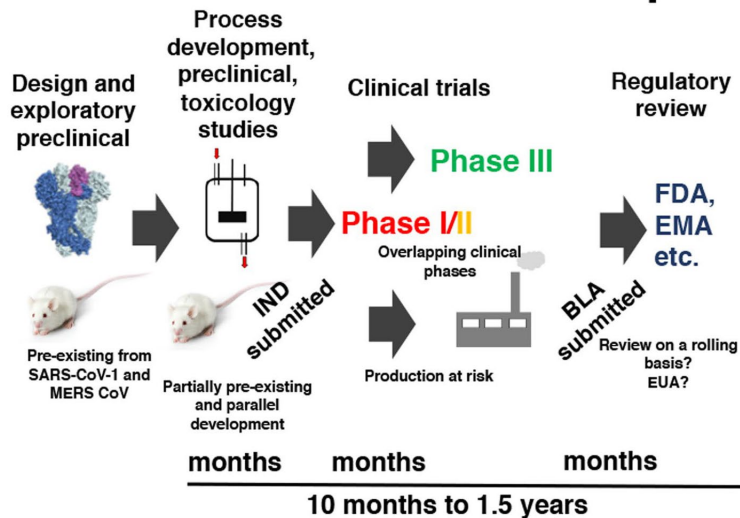 Design and
exploratory
preclinical
Pre-existing from
SARS-CoV-1 and
MERS CoV
Process
development,
preclinical,
toxicology
studies
IND
submitted
Partially pre-existing
and parallel
development
Clinical trials
Phase III
Phase I/II
Overlapping clinical
phases
Production at risk
BLA
submitted
Regulatory
review
FDA,
EMA
etc.
Review on a rolling
basis?
EUA?
months
months
months
10 months to 1.5 years